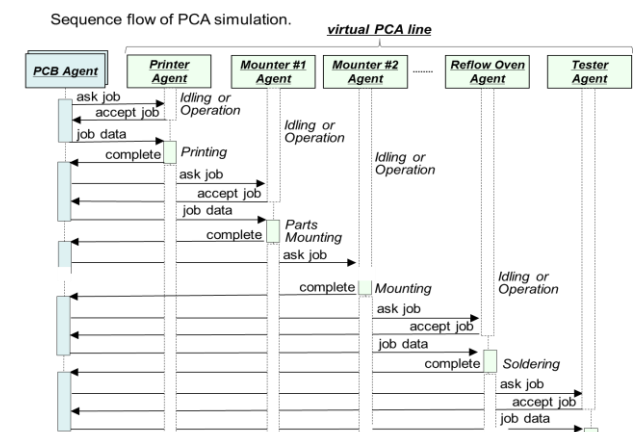 Sequence flow of PCA simulation.
virtual PCA line
PCB Agent
Printer
Agent
Mounter #1
Agent
Mounter #2
Agent
........
Reflow Oven
Agent
Tester
Agent
ask job
Idling or
Operation
accept job
job data
Idling or
Operation
complete
Printing
Idling or
Operation
ask job
accept job
job data
Parts
Mounting
complete
ask job
Idling or
Operation
complete
Mounting
ask job
accept job
job data
complete
Soldering
ask job
accept job
job data